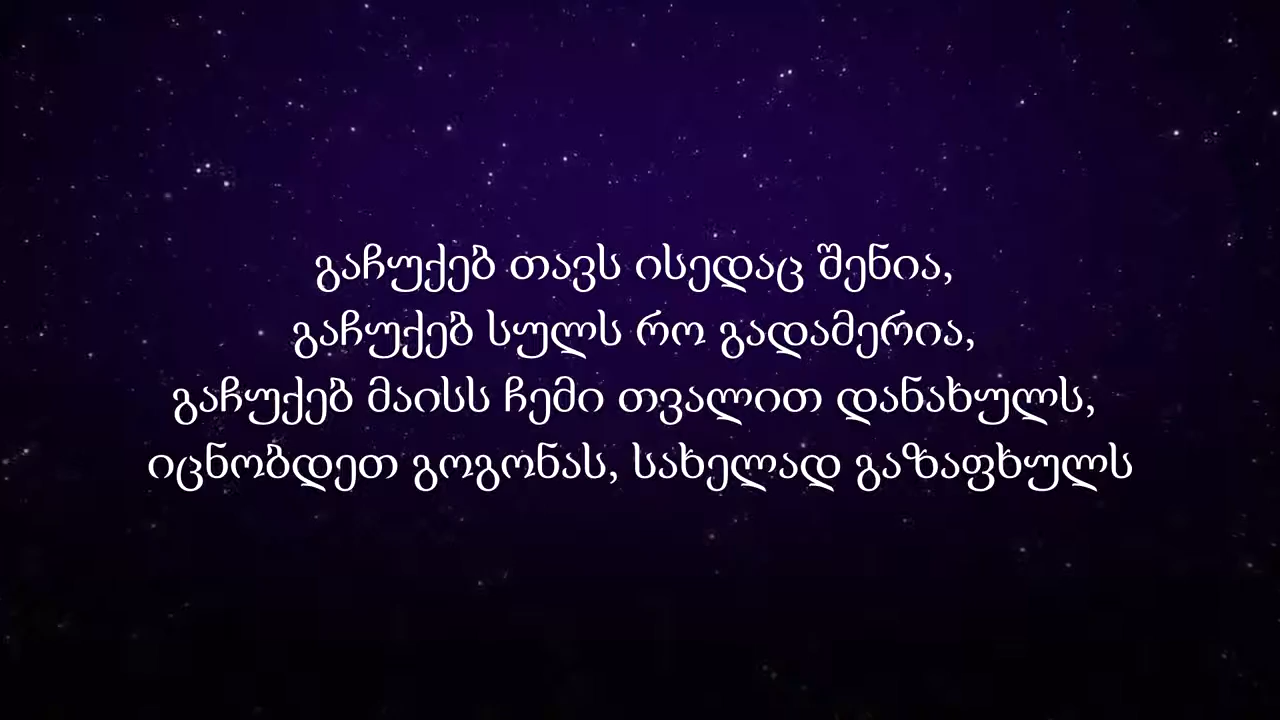 გაჩუქებ თავს ისედაც შენია,
გაჩუქებ სულს რო გადამერია,
გაჩუქებ მაისს ჩემი თვალით დანახულს,
იცნობდეთ გოგონას, სახელად გაზაფხულს